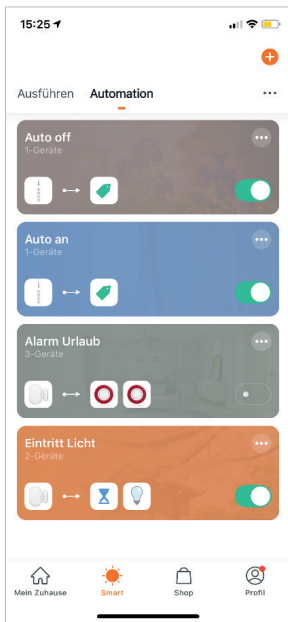 15:25
Ausführen Automation
Auto off
1-Geräte
Auto an
1-Geräte
Alarm Urlaub
3-Geräte
Eintritt Licht
2-Geräte
Mein Zuhause Smart Shop Profil